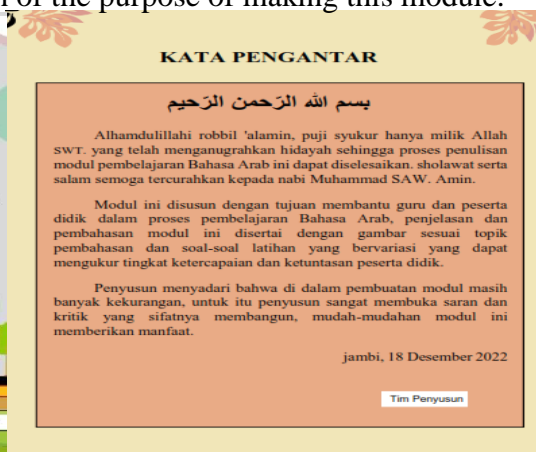 of the purpose of making this module.
KATA PENGANTAR
بسم الله الرّحمن الرّحيم
Alhamdulillahi robbil 'alamin, puji syukur hanya milik Allah
SWT. yang telah menganugrahkan hidayah sehingga proses penulisan
modul pembelajaran Bahasa Arab ini dapat diselesaikan. sholawat serta
salam semoga tercurahkan kepada nabi Muhammad SAW. Amin.
Modul ini disusun dengan tujuan membantu guru dan peserta
didik dalam proses pembelajaran Bahasa Arab, penjelasan dan
pembahasan modul ini disertai dengan gambar sesuai topik
pembahasan dan soal-soal latihan yang bervariasi yang dapat
mengukur tingkat ketercapaian dan ketuntasan peserta didik.
Penyusun menyadari bahwa di dalam pembuatan modul masih
banyak kekurangan, untuk itu penyusun sangat membuka saran dan
kritik yang sifatnya membangun, mudah-mudahan modul ini
memberikan manfaat.
jambi, 18 Desember 2022
Tim Penyusun